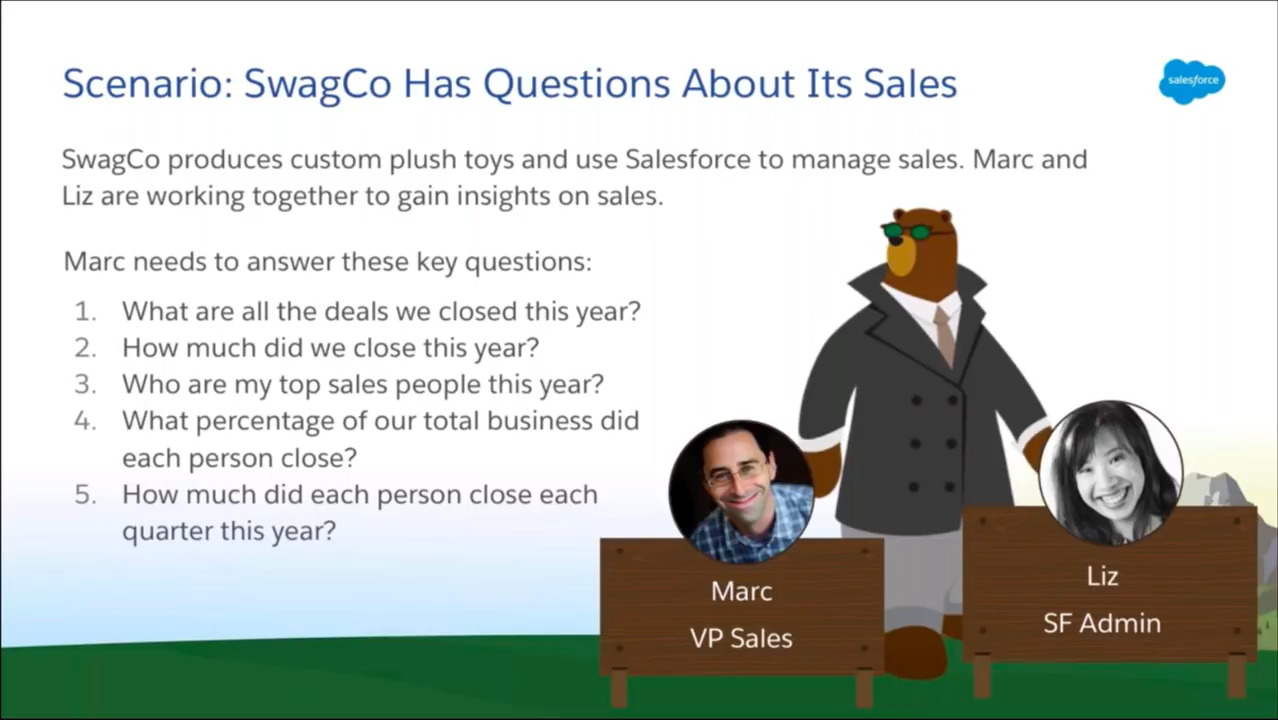 Scenario: SwagCo Has Questions About Its Sales
salesforce
SwagCo produces custom plush toys and use Salesforce to manage sales. Marc and
Liz are working together to gain insights on sales.
Marc needs to answer these key questions:
1. What are all the deals we closed this year?
2. How much did we close this year?
3. Who are my top sales people this year?
4. What percentage of our total business did
each person close?
5. How much did each person close each
quarter this year?
Marc
VP Sales
Liz
SF Admin